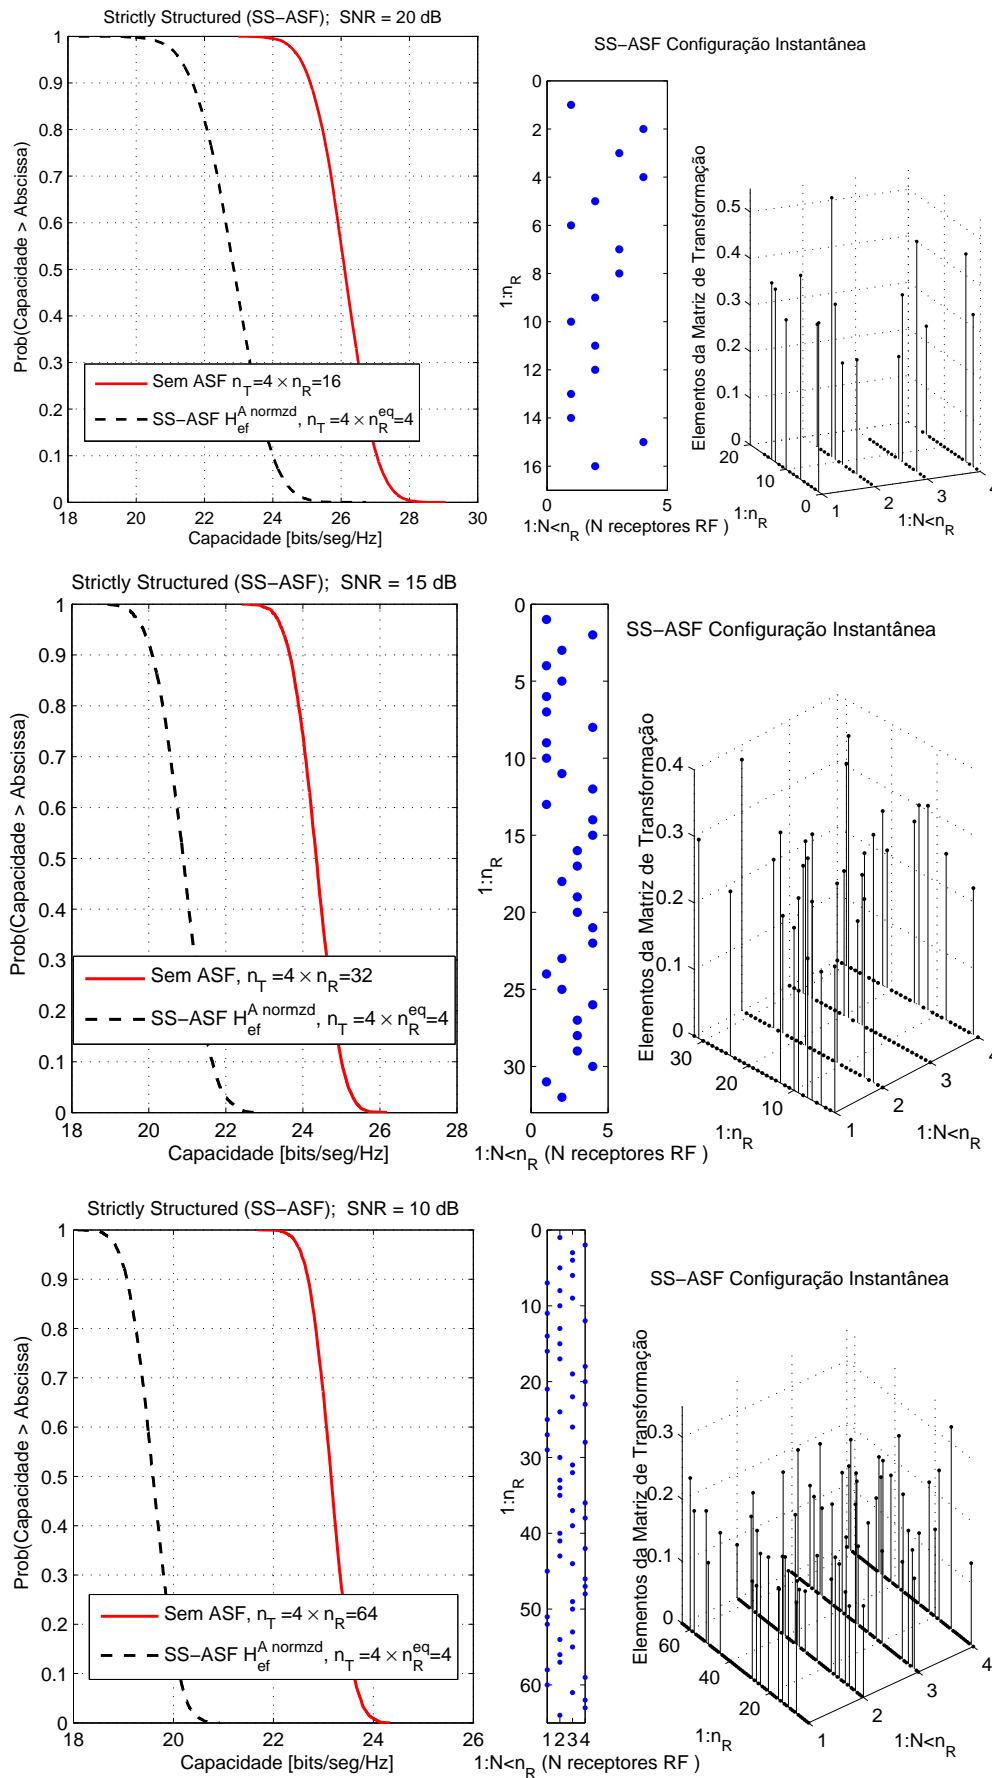 Strictly Structured (SS−ASF);  SNR = 20 dB
SS−ASF Configuração Instantânea
Prob(Capacidade > Abscissa)
1
0.9
0.8
0.7
0.6
0.5
0.4
0.3
0.2
0.1
0
18 20 22 24 26 28 30
Capacidade [bits/seg/Hz]
Sem ASF n_T=4 × n_R=16
SS−ASF H_ef^{A normzd}, n_T =4 × n_R^{eq}=4
1:n_R
0
2
4
6
8
10
12
14
16
0 5
1:N<n_R (N receptores RF )
Elementos da Matriz de Transformação
0.5
0.4
0.3
0.2
0.1
0
20 10 0
1:n_R
1 2 3 4
1:N<n_R
Strictly Structured (SS−ASF);  SNR = 15 dB
SS−ASF Configuração Instantânea
Prob(Capacidade > Abscissa)
1
0.9
0.8
0.7
0.6
0.5
0.4
0.3
0.2
0.1
0
18 20 22 24 26 28
Capacidade [bits/seg/Hz]
Sem ASF, n_T =4 × n_R=32
SS−ASF H_ef^{A normzd}, n_T =4 × n_R^{eq}=4
1:n_R
0
5
10
15
20
25
30
0 5
1:N<n_R (N receptores RF )
Elementos da Matriz de Transformação
0.4
0.3
0.2
0.1
0
30 20 10
1:n_R
1 2 3 4
1:N<n_R
Strictly Structured (SS−ASF);  SNR = 10 dB
SS−ASF Configuração Instantânea
Prob(Capacidade > Abscissa)
1
0.9
0.8
0.7
0.6
0.5
0.4
0.3
0.2
0.1
0
18 20 22 24 26
Capacidade [bits/seg/Hz]
Sem ASF, n_T =4 × n_R=64
SS−ASF H_ef^{A normzd}, n_T =4 × n_R^{eq}=4
1:n_R
0
10
20
30
40
50
60
1234
1:N<n_R (N receptores RF )
Elementos da Matriz de Transformação
0.3
0.2
0.1
0
60 40 20
1:n_R
1 2 3 4
1:N<n_R